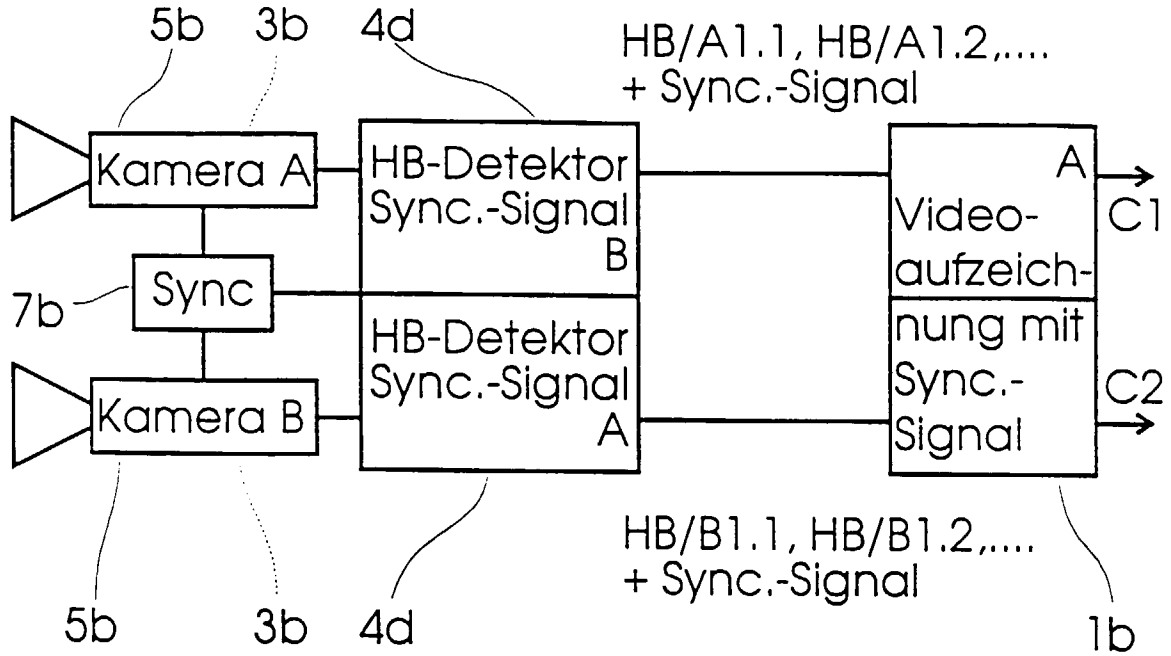 5b
3b
4d
HB/A1.1, HB/A1.2,....
+ Sync.-Signal
Kamera A
HB-Detektor
Sync.-Signal
B
A
C1
Video-
aufzeich-
nung mit
Sync.-
Signal
7b
Sync
HB-Detektor
Sync.-Signal
A
C2
Kamera B
HB/B1.1, HB/B1.2,....
+ Sync.-Signal
5b
3b
4d
1b